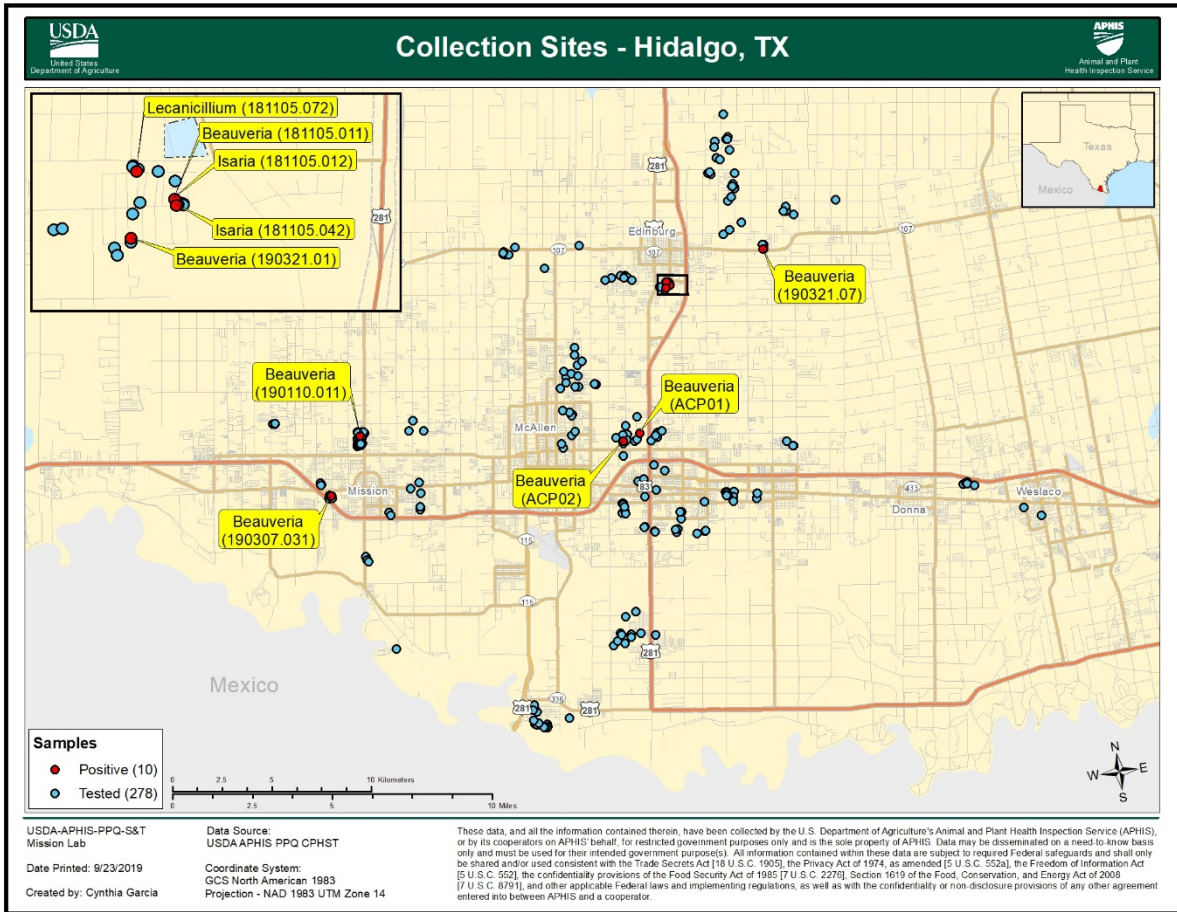 USDA
United States
Department of Agriculture
Collection Sites - Hidalgo, TX
APHIS
Animal and Plant
Health Inspection Service
Lecanicillium (181105.072)
Beauveria (181105.011)
Isaria (181105.012)
Isaria (181105.042)
Beauveria (190321.01)
281
281
Texas
Mexico
Edinburg
107
107
107
Beauveria
(190321.07)
Beauveria
(190110.011)
Beauveria
(ACP01)
McAllen
Beauveria
(ACP02)
Mission
83
433
Donna
Weslaco
Beauveria
(190307.031)
115
115
281
Mexico
336
281
281
Samples
Positive (10)
Tested (278)
0 2.5 5 10 Kilometers
0 2.5 5 10 Miles
N
W E
S
USDA-APHIS-PPQ-S&T
Mission Lab
Date Printed: 9/23/2019
Created by: Cynthia Garcia
Data Source:
USDA APHIS PPQ CPHST
Coordinate System:
GCS North American 1983
Projection - NAD 1983 UTM Zone 14
These data, and all the information contained therein, have been collected by the U.S. Department of Agriculture's Animal and Plant Health Inspection Service (APHIS),
or by its cooperators on APHIS' behalf, for restricted government purposes only and is the sole property of APHIS. Data may be disseminated on a need-to-know basis
only and must be used for their intended government purpose(s). All information contained within these data are subject to required Federal safeguards and shall only
be shared and/or used consistent with the Trade Secrets Act [18 U.S.C. 1905], the Privacy Act of 1974, as amended [5 U.S.C. 552a], the Freedom of Information Act
[5 U.S.C. 552], the confidentiality provisions of the Food Security Act of 1985 [7 U.S.C. 2276], Section 1619 of the Food, Conservation, and Energy Act of 2008
[7 U.S.C. 8791], and other applicable Federal laws and implementing regulations, as well as with the confidentiality or non-disclosure provisions of any other agreement
entered into between APHIS and a cooperator.